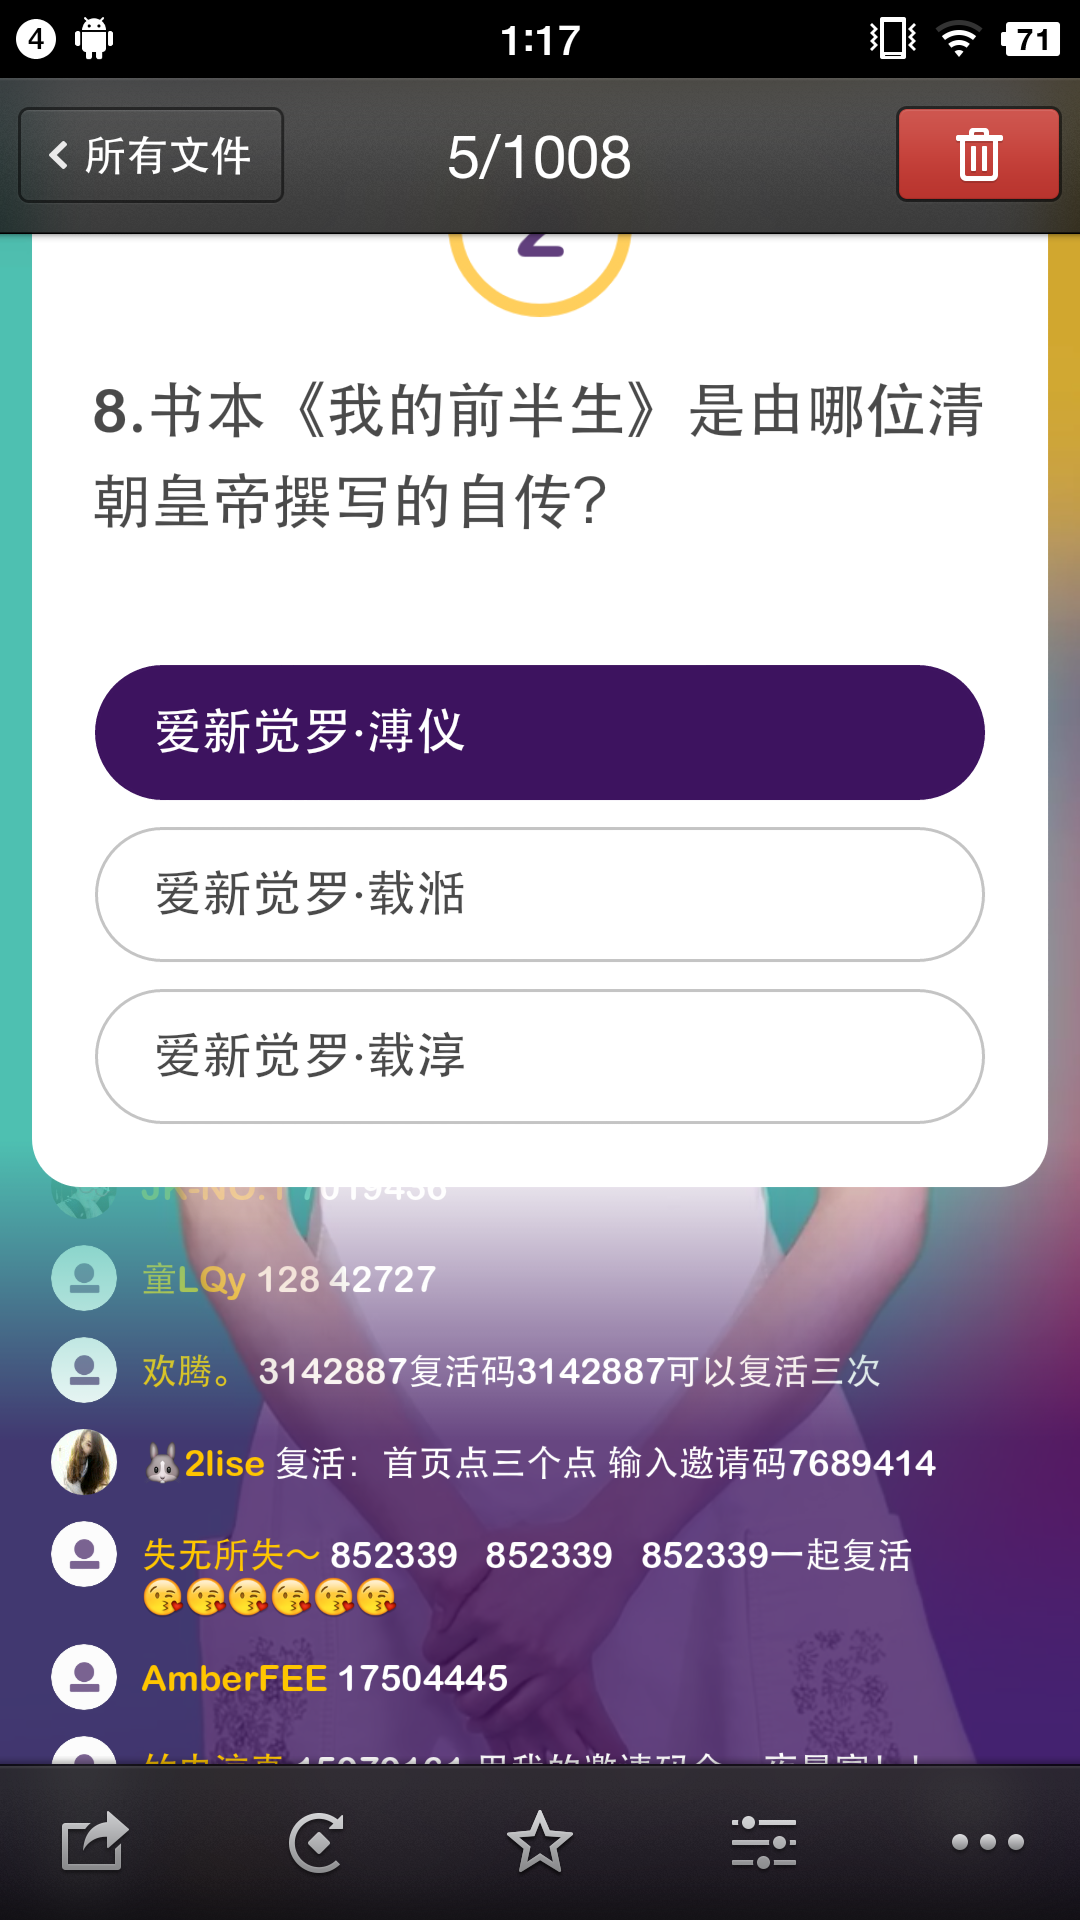 4
1:17
71
所有文件
5/1008
2
8.书本《我的前半生》是由哪位清
朝皇帝撰写的自传?
爱新觉罗·溥仪
爱新觉罗·载湉
爱新觉罗·载淳
JK-NO.1 77019436
童LQy 128 42727
欢腾。 3142887复活码3142887可以复活三次
2lise 复活: 首页点三个点 输入邀请码7689414
失无所失～ 852339 852339 852339一起复活
😘😘😘😘😘😘
AmberFEE 17504445